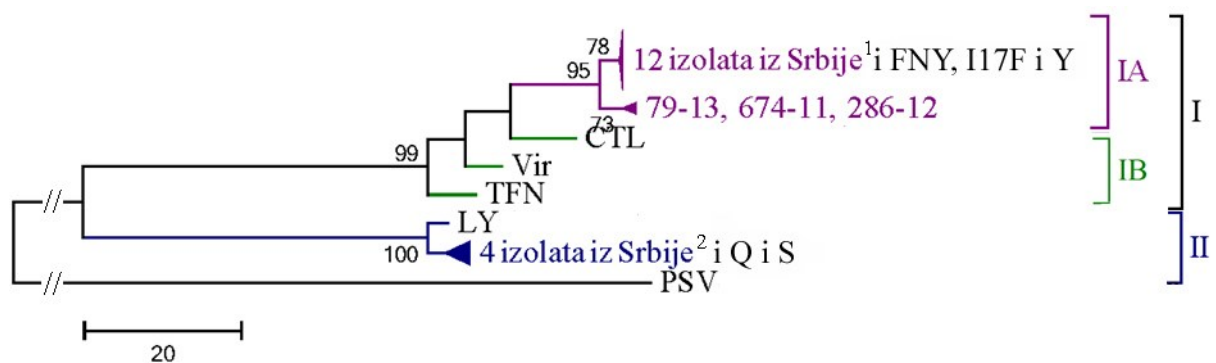 78
12 izolata iz Srbije¹ i FNY, I17F i Y
IA
I
95
79-13, 674-11, 286-12
73
CTL
99
Vir
IB
TFN
//
LY
II
100
4 izolata iz Srbije² i Q i S
//
PSV
20